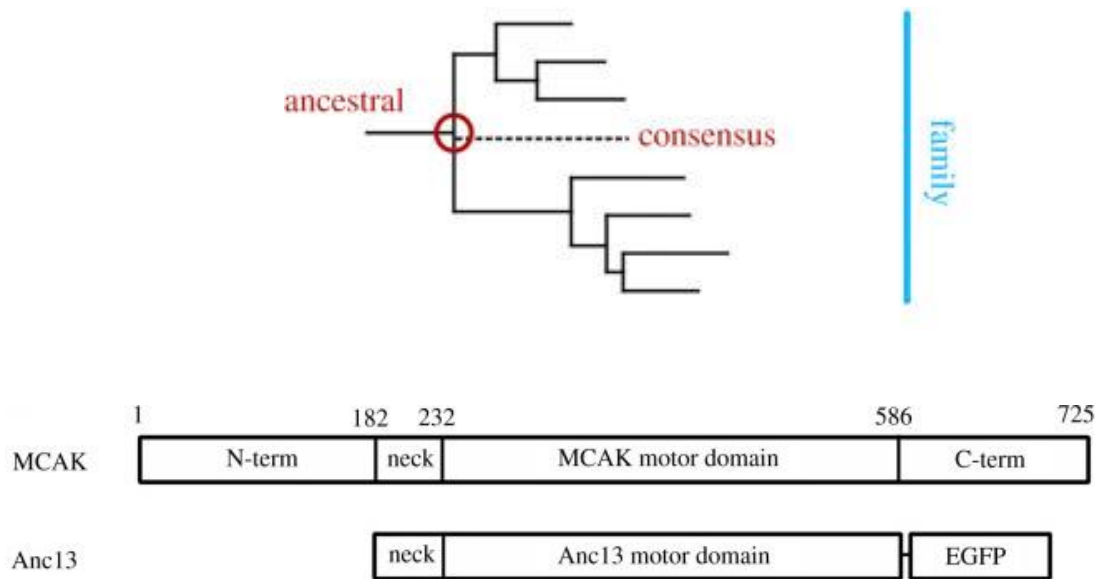 ancestral
consensus
family
1 182 232 586 725
MCAK N-term neck MCAK motor domain C-term
Anc13 neck Anc13 motor domain EGFP